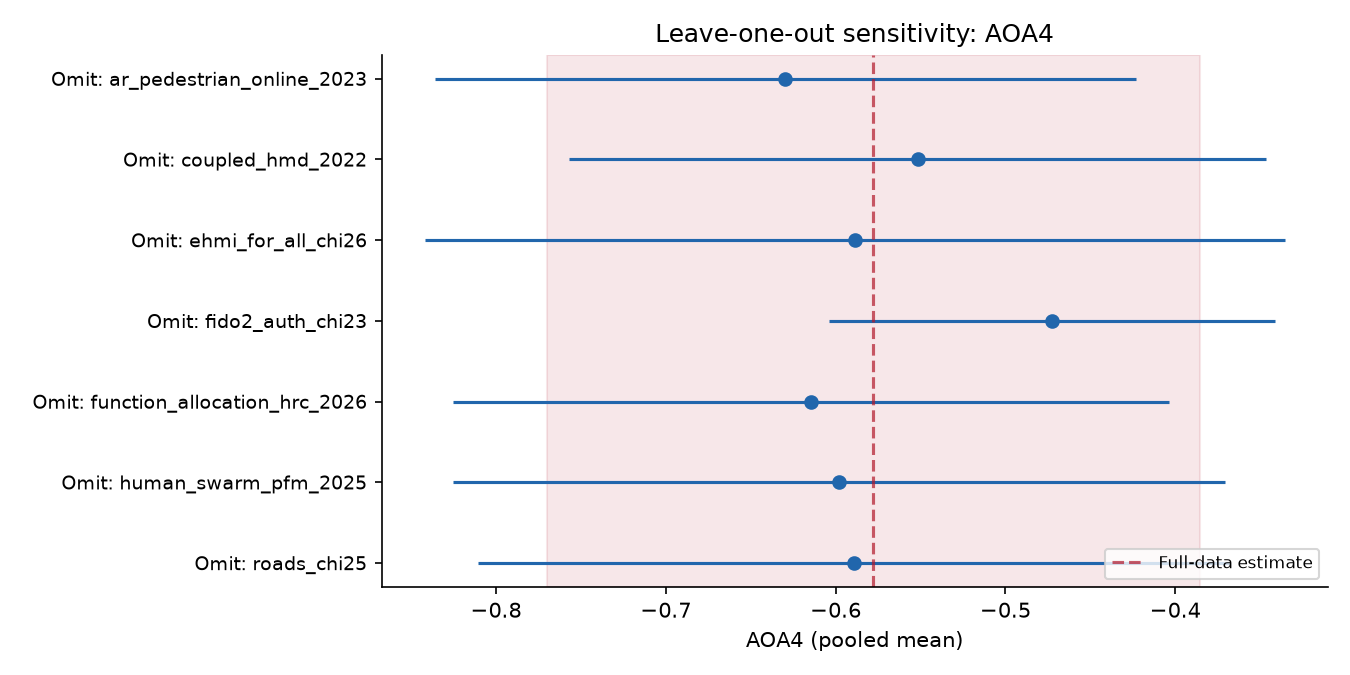 Leave-one-out sensitivity: AOA4
Omit: ar_pedestrian_online_2023
Omit: coupled_hmd_2022
Omit: ehmi_for_all_chi26
Omit: fido2_auth_chi23
Omit: function_allocation_hrc_2026
Omit: human_swarm_pfm_2025
Omit: roads_chi25
Full-data estimate
−0.8 −0.7 −0.6 −0.5 −0.4
AOA4 (pooled mean)